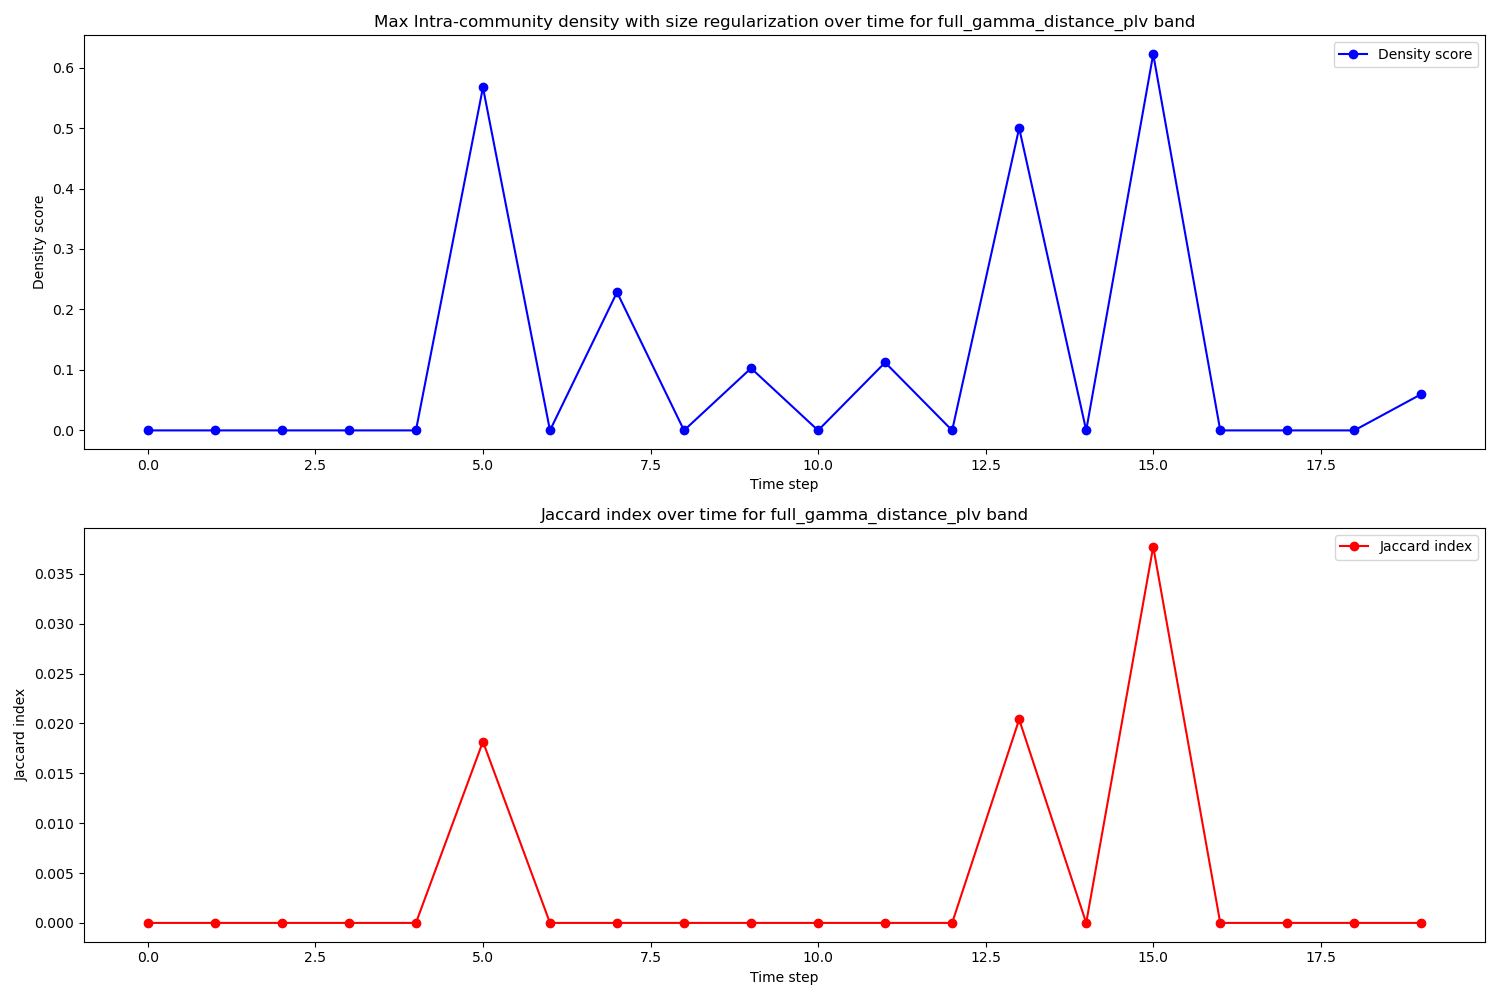 Max Intra-community density with size regularization over time for full_gamma_distance_plv band
Density score
0.6
0.5
0.4
0.3
0.2
0.1
0.0
Density score
0.0 2.5 5.0 7.5 10.0 12.5 15.0 17.5
Time step
Jaccard index over time for full_gamma_distance_plv band
Jaccard index
0.035
0.030
0.025
0.020
0.015
0.010
0.005
0.000
Jaccard index
0.0 2.5 5.0 7.5 10.0 12.5 15.0 17.5
Time step